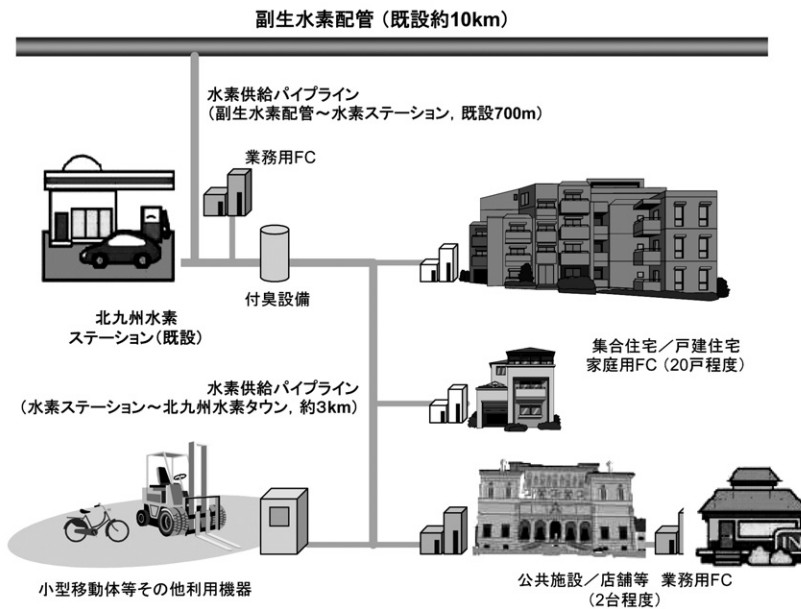 副生水素配管（既設約10km）
水素供給パイプライン
（副生水素配管～水素ステーション，既設700m）
業務用FC
付臭設備
北九州水素
ステーション（既設）
集合住宅／戸建住宅
家庭用FC（20戸程度）
水素供給パイプライン
（水素ステーション～北九州水素タウン，約3km）
小型移動体等その他利用機器
公共施設／店舗等 業務用FC
（2台程度）